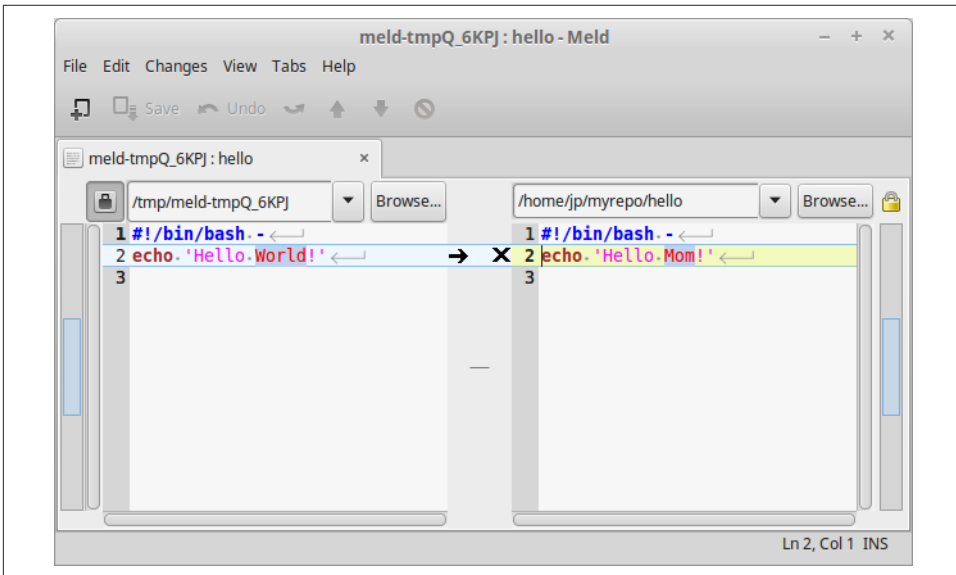 meld-tmpQ_6KPJ : hello - Meld
File Edit Changes View Tabs Help
Save Undo
meld-tmpQ_6KPJ : hello
/tmp/meld-tmpQ_6KPJ Browse... /home/jp/myrepo/hello Browse...
1 #!/bin/bash - 1 #!/bin/bash -
2 echo 'Hello World!' 2 echo 'Hello Mom!'
3 3
Ln 2, Col 1 INS